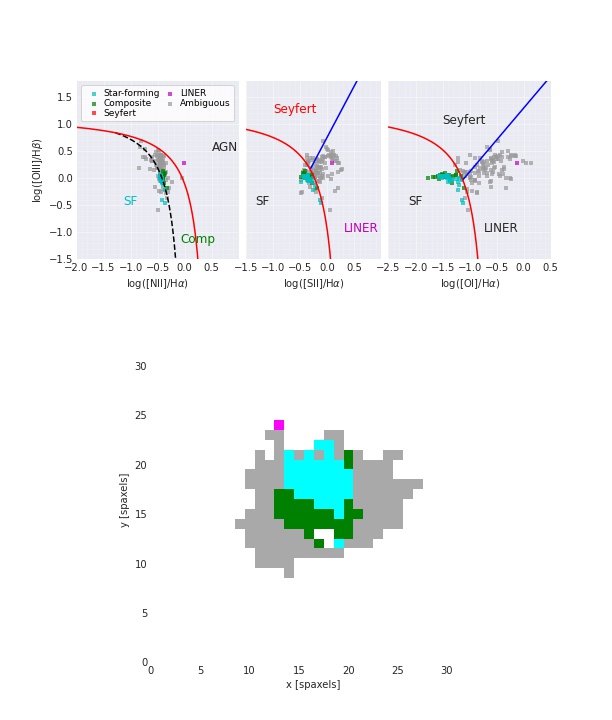 Star-forming LINER
Composite Ambiguous
Seyfert
AGN
SF
Comp
Seyfert
SF
LINER
Seyfert
SF
LINER
1.5
1.0
0.5
0.0
−0.5
−1.0
−1.5
log([OIII]/Hβ)
−2.0 −1.5 −1.0 −0.5 0.0 0.5
−1.0 −0.5 0.0 0.5
−2.5 −2.0 −1.5 −1.0 −0.5 0.0 0.5
log([NII]/Hα)
log([SII]/Hα)
log([OI]/Hα)
30
25
20
15
10
5
0
y [spaxels]
0 5 10 15 20 25 30
x [spaxels]